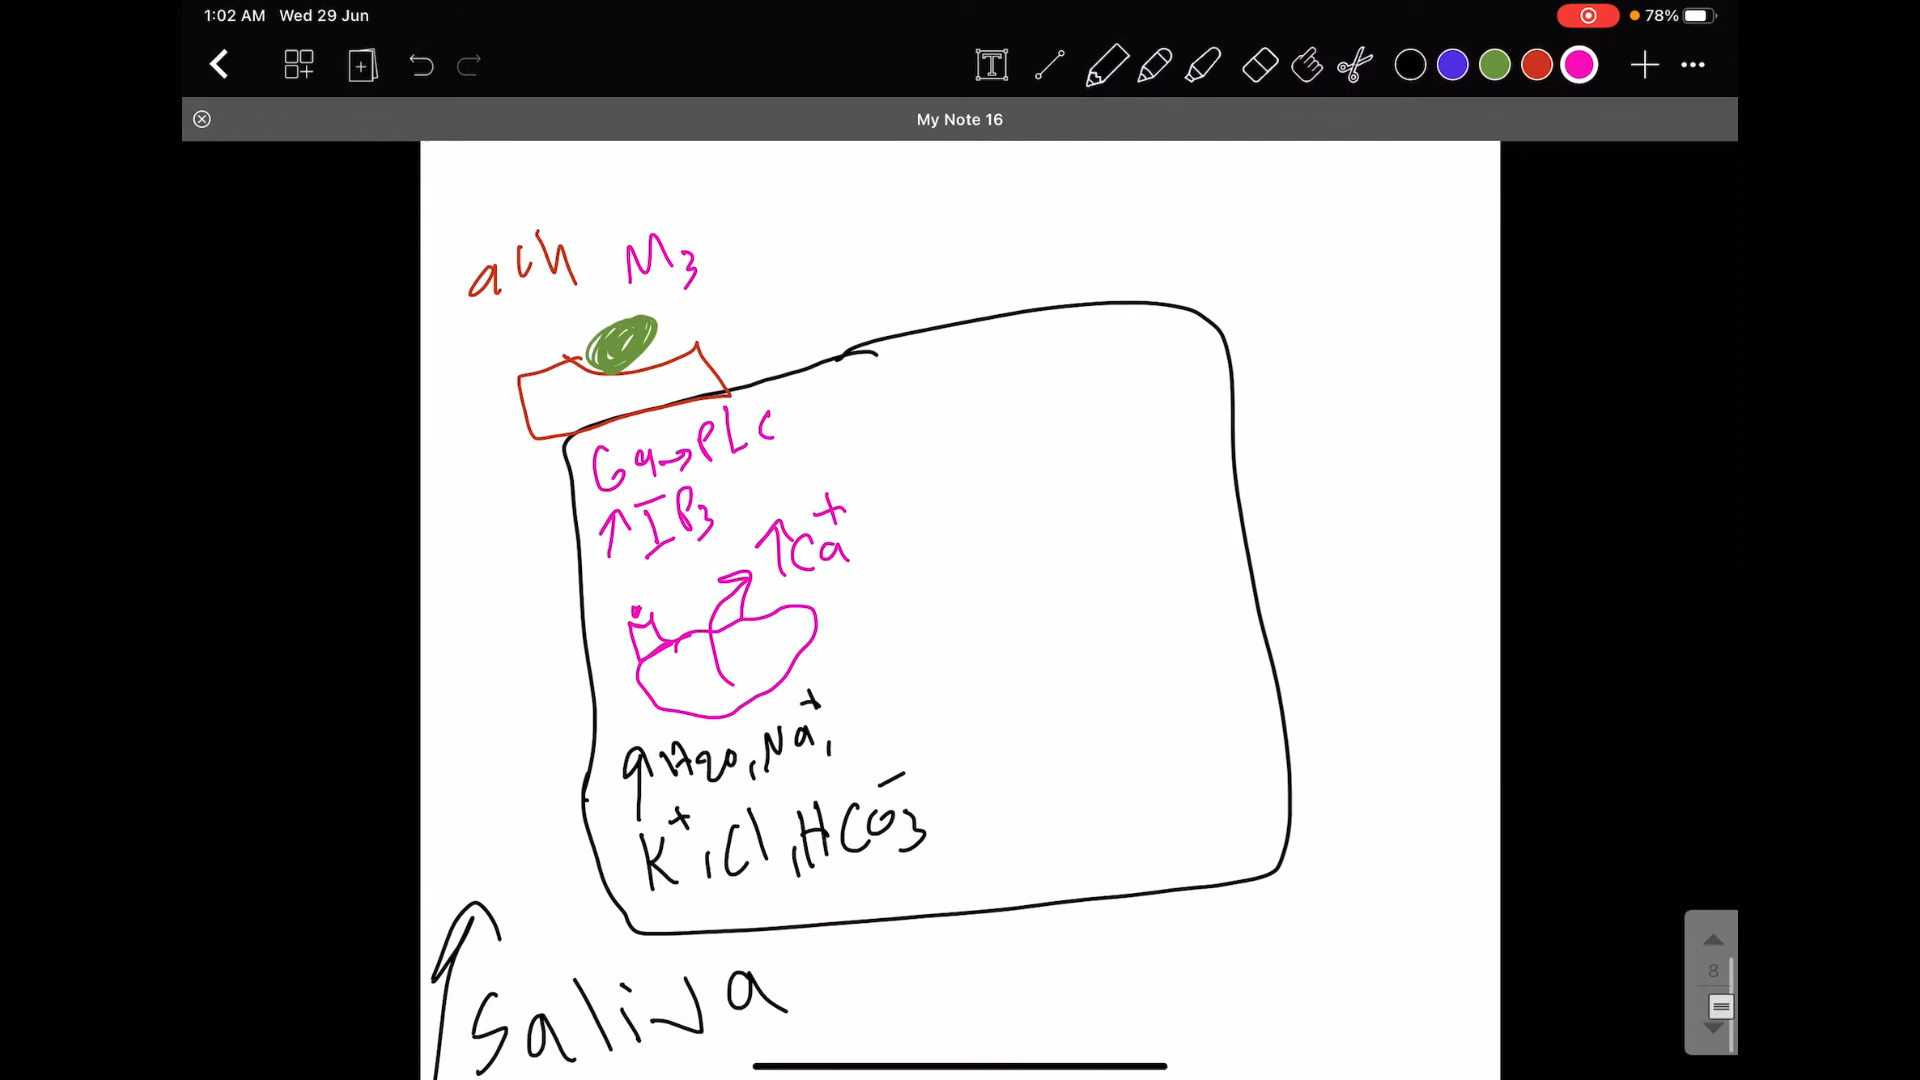 1:02 AM Wed 29 Jun
78%
T
My Note 16
ach M3
Gq→PLC
↑IP3
↑Ca+
H2O, Na+,
K+, Cl, HCO3-
8
↑Saliva